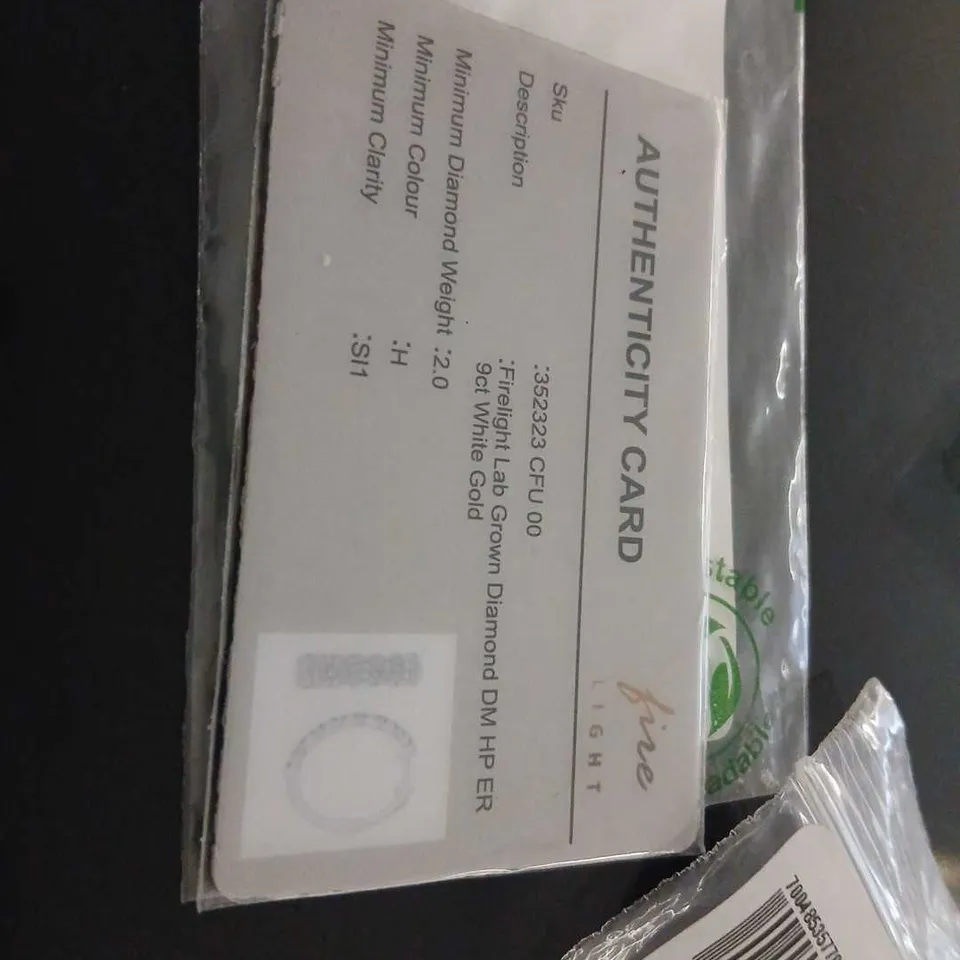 AUTHENTICITY CARD
fire
LIGHT
Sku :352323 CFU 00
Description :Firelight Lab Grown Diamond DM HP ER
9ct White Gold
Minimum Diamond Weight :2.0
Minimum Colour :H
Minimum Clarity :SI1